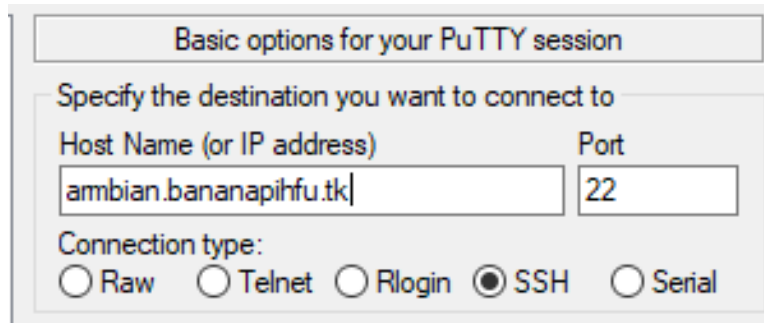 Basic options for your PuTTY session
Specify the destination you want to connect to
Host Name (or IP address) Port
armbian.bananapihfu.tk 22
Connection type:
Raw Telnet Rlogin SSH Serial